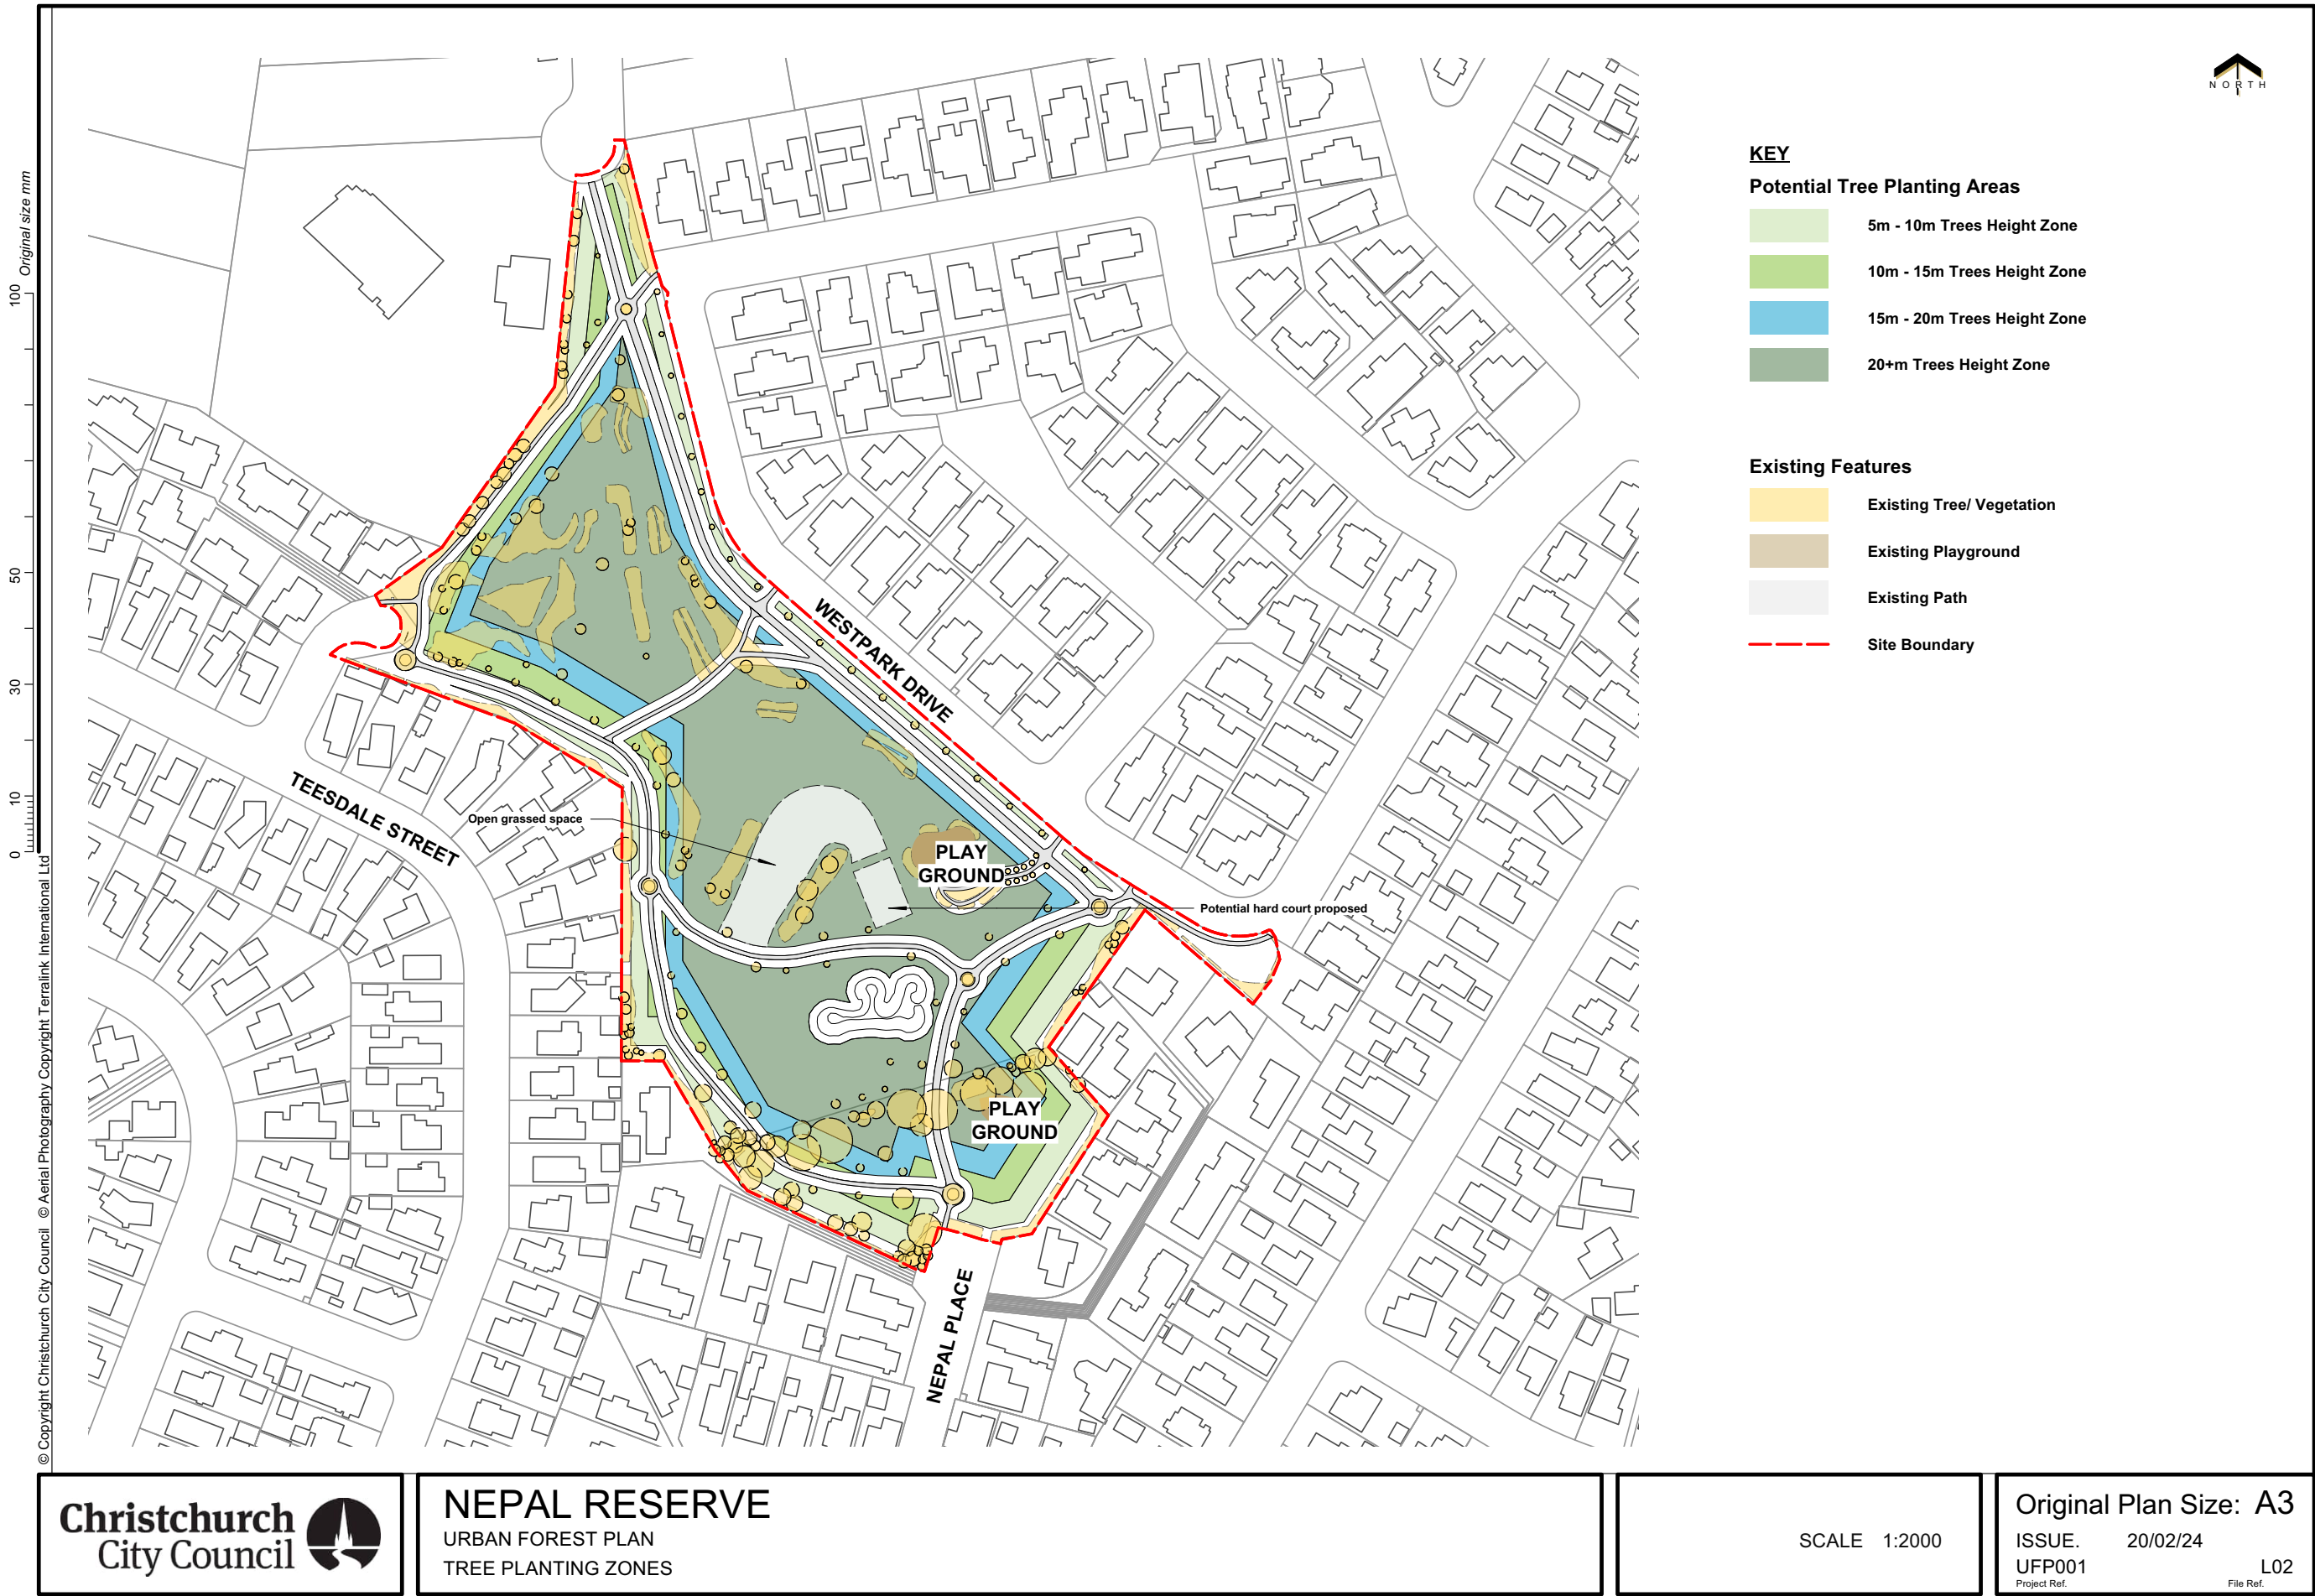 NORTH
KEY
Potential Tree Planting Areas
5m - 10m Trees Height Zone
10m - 15m Trees Height Zone
15m - 20m Trees Height Zone
20+m Trees Height Zone
Existing Features
Existing Tree/ Vegetation
Existing Playground
Existing Path
Site Boundary
WESTPARK DRIVE
TEESDALE STREET
Open grassed space
PLAY
GROUND
Potential hard court proposed
PLAY
GROUND
NEPAL PLACE
0 10 30 50 100 Original size mm
© Copyright Christchurch City Council © Aerial Photography Copyright Terralink International Ltd
Christchurch
City Council
NEPAL RESERVE
URBAN FOREST PLAN
TREE PLANTING ZONES
SCALE 1:2000
Original Plan Size: A3
ISSUE. 20/02/24
UFP001 L02
Project Ref. File Ref.